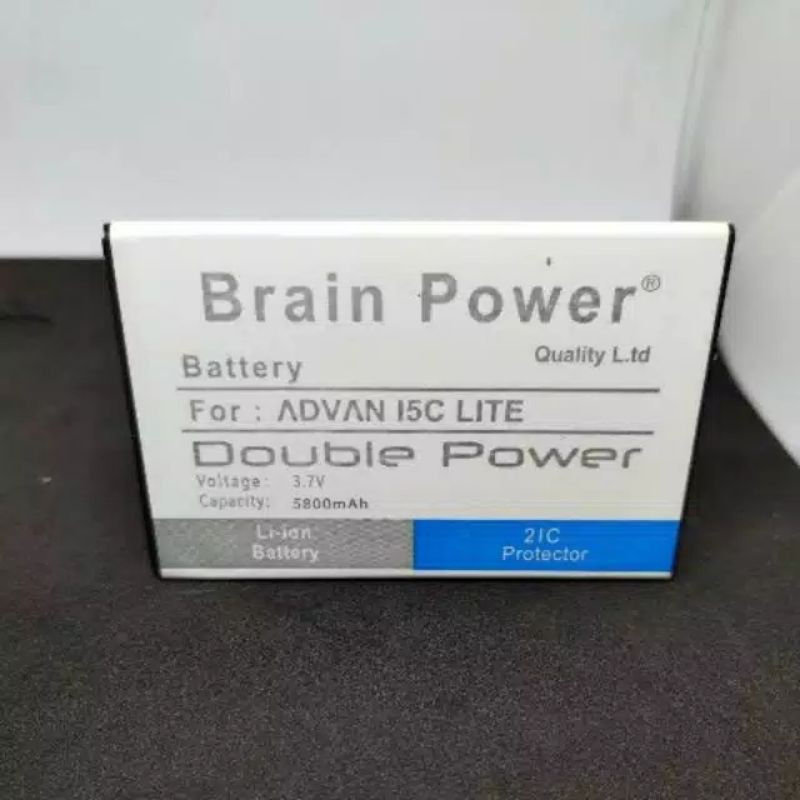 Brain Power®
Quality L.td
Battery
For : ADVAN I5C LITE
Double Power
Voltage: 3.7V
Capacity: 5800mAh
Li-ion
Battery
2IC
Protector